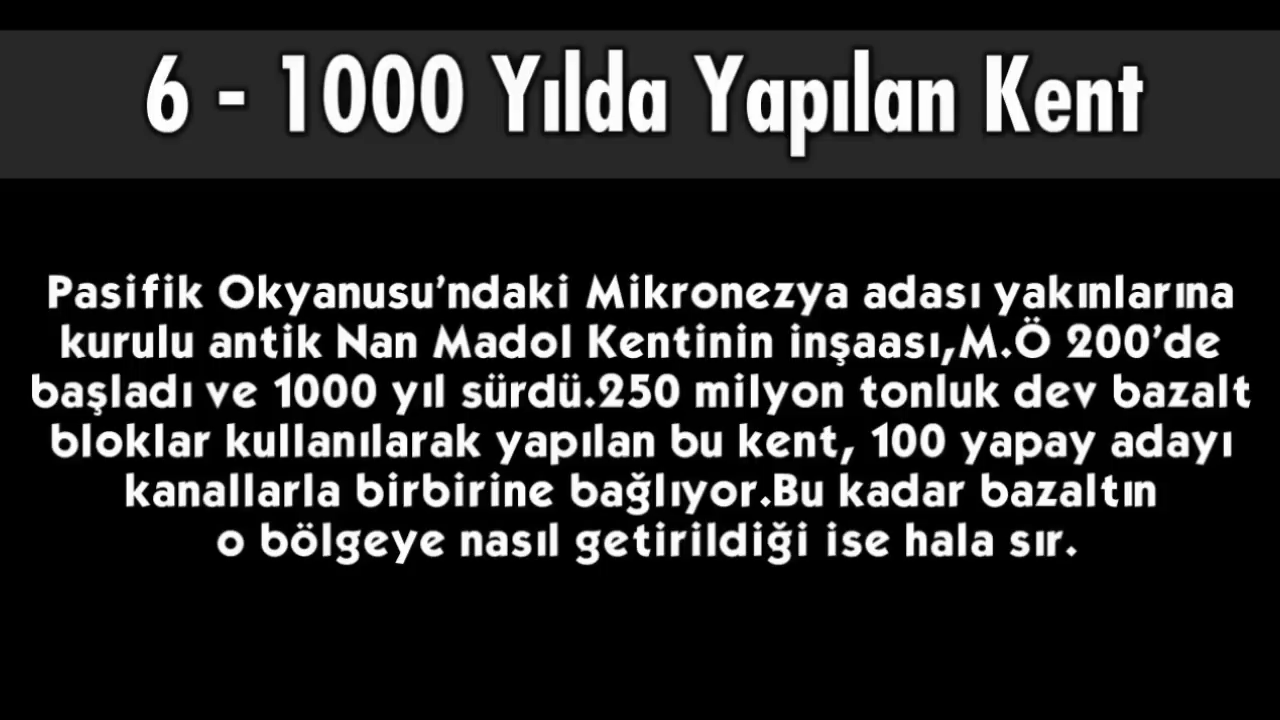 6 - 1000 Yılda Yapılan Kent
Pasifik Okyanusu'ndaki Mikronezya adası yakınlarına
kurulu antik Nan Madol Kentinin inşaası,M.Ö 200'de
başladı ve 1000 yıl sürdü.250 milyon tonluk dev bazalt
bloklar kullanılarak yapılan bu kent, 100 yapay adayı
kanallarla birbirine bağlıyor.Bu kadar bazaltın
o bölgeye nasıl getirildiği ise hala sır.